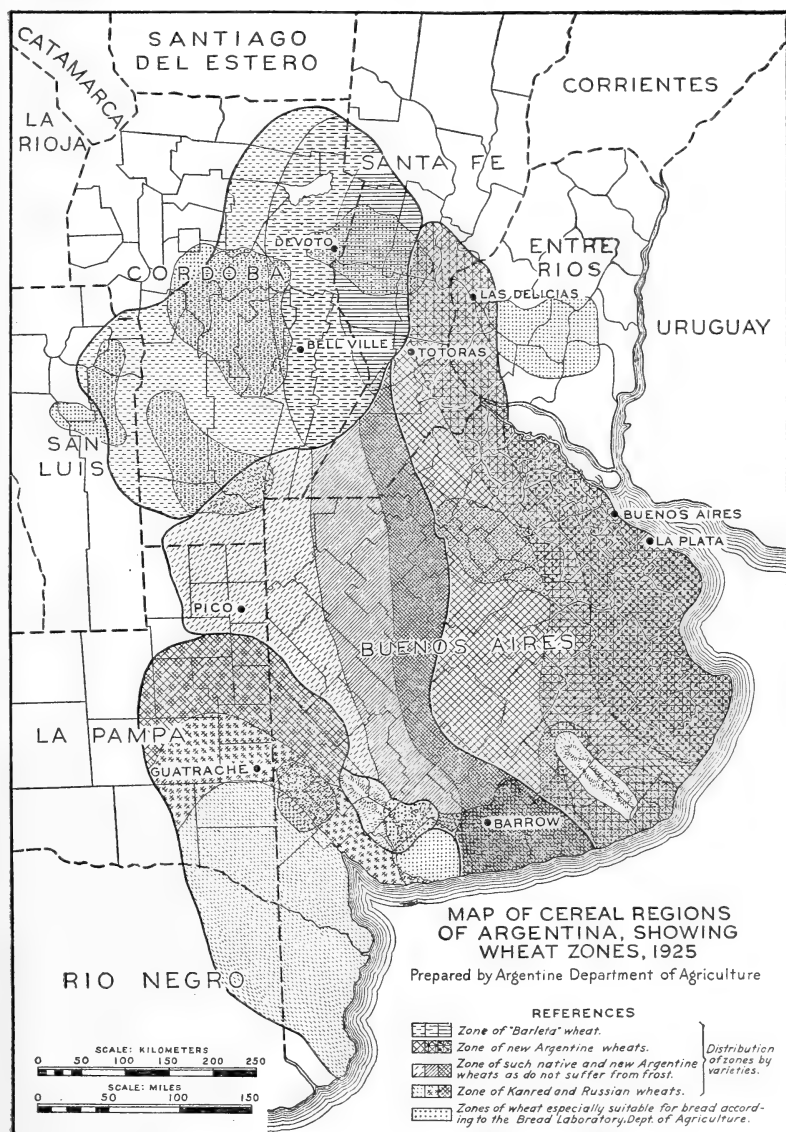 SANTIAGO
DEL ESTERO
CATAMARCA
CORRIENTES
LA
RIOJA
SANTA FE
DEVOTO
ENTRE
RIOS
CORDOBA
LAS DELICIAS
URUGUAY
BELL VILLE
TOTORAS
SAN
LUIS
BUENOS AIRES
LA PLATA
PICO
BUENOS AIRES
LA PAMPA
GUATRACHE
BARROW
MAP OF CEREAL REGIONS
OF ARGENTINA, SHOWING
WHEAT ZONES, 1925
Prepared by Argentine Department of Agriculture
RIO NEGRO
REFERENCES
Zone of "Barleta" wheat.
Zone of new Argentine wheats.
Zone of such native and new Argentine
wheats as do not suffer from frost.
Zone of Kanred and Russian wheats.
Distribution
of zones by
varieties.
Zones of wheat especially suitable for bread accord-
ing to the Bread Laboratory, Dept. of Agriculture.
SCALE: KILOMETERS
0 50 100 150 200 250
SCALE: MILES
0 50 100 150